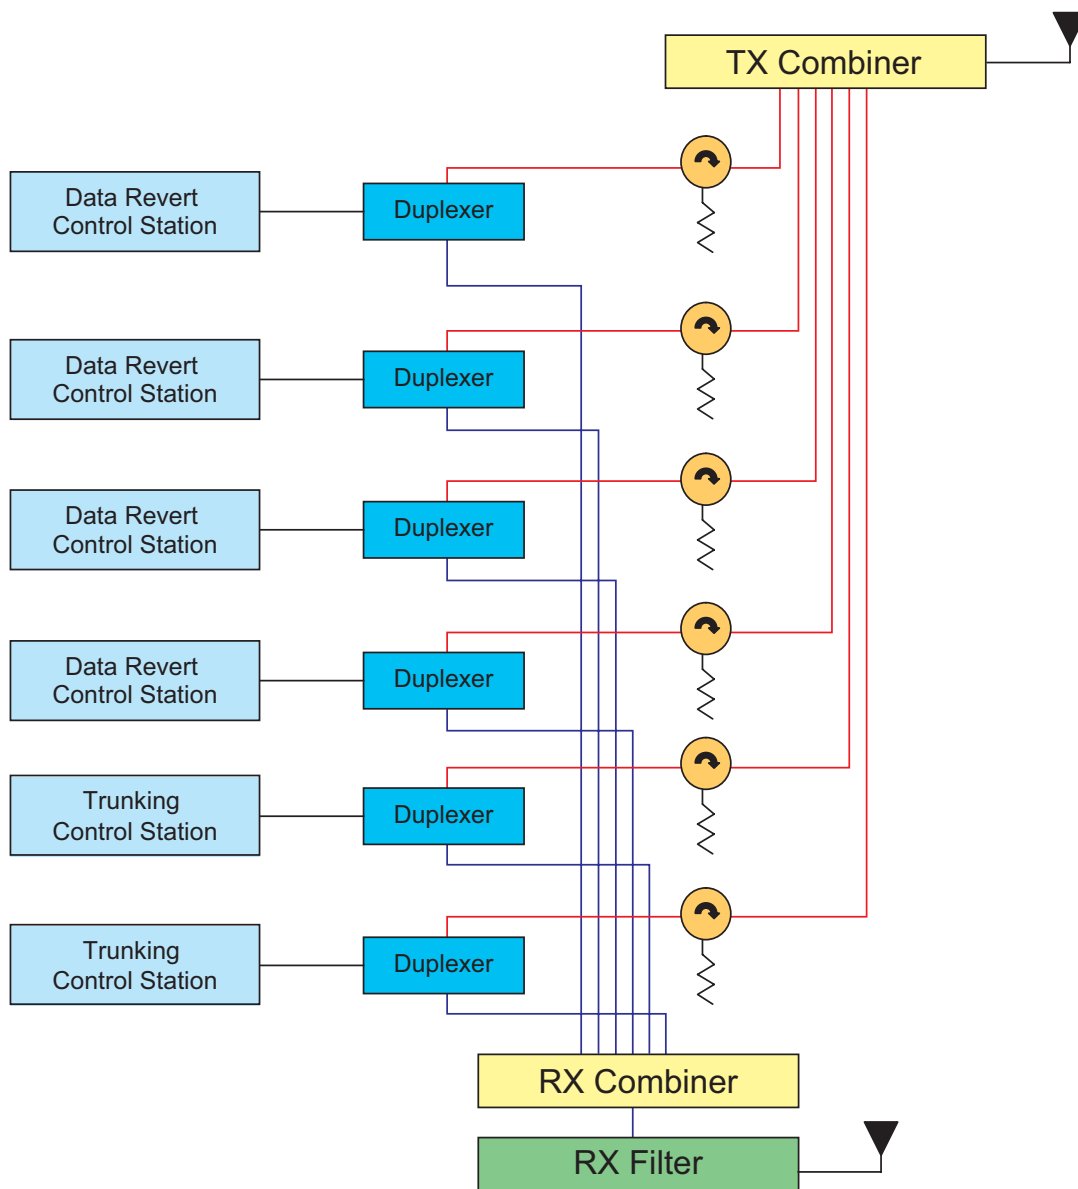 TX Combiner
Data Revert
Control Station
Duplexer
Data Revert
Control Station
Duplexer
Data Revert
Control Station
Duplexer
Data Revert
Control Station
Duplexer
Trunking
Control Station
Duplexer
Trunking
Control Station
Duplexer
RX Combiner
RX Filter